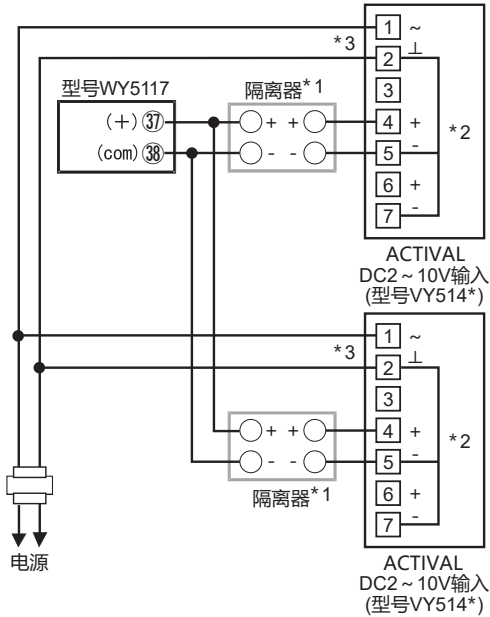 1 ~
*3
2 ⊥
型号WY5117
隔离器*1
3
(+) ㊲
+ +
4 +
*2
(com) ㊳
- -
5 -
6 +
7 -
ACTIVAL
DC2~10V输入
(型号VY514*)
1 ~
*3
2 ⊥
3
+ +
4 +
*2
- -
5 -
隔离器*1
6 +
7 -
电源
ACTIVAL
DC2~10V输入
(型号VY514*)